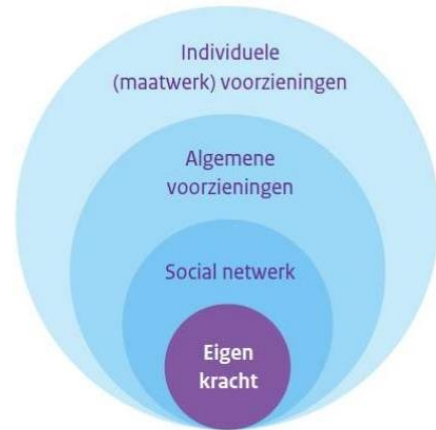 Individuele
(maatwerk) voorzieningen
Algemene
voorzieningen
Social netwerk
Eigen
kracht